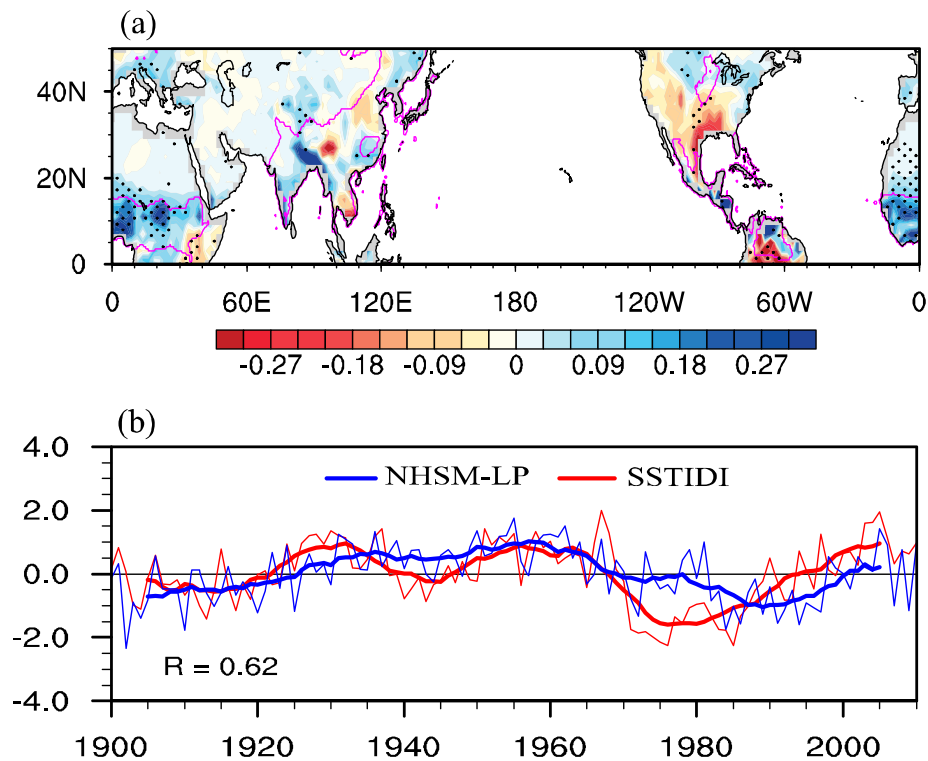 (a)
40N
20N
0
0 60E 120E 180 120W 60W 0
-0.27 -0.18 -0.09 0 0.09 0.18 0.27
(b)
4.0
NHSM-LP SSTIDI
2.0
0.0
-2.0
R = 0.62
-4.0
1900 1920 1940 1960 1980 2000